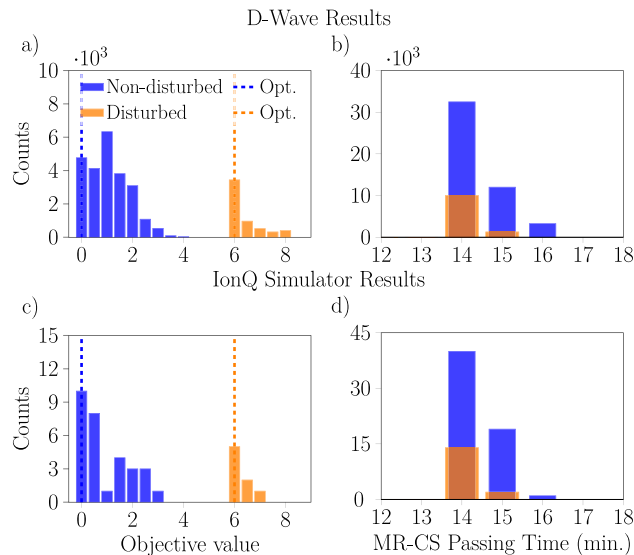 D-Wave Results
a)
b)
·10³
·10³
Non-disturbed
Opt.
Disturbed
Opt.
Counts
10
8
6
4
2
0
0 2 4 6 8
40
30
20
10
0
12 13 14 15 16 17 18
IonQ Simulator Results
c)
d)
Counts
15
12
9
6
3
0
0 2 4 6 8
Objective value
45
30
15
0
12 13 14 15 16 17 18
MR-CS Passing Time (min.)